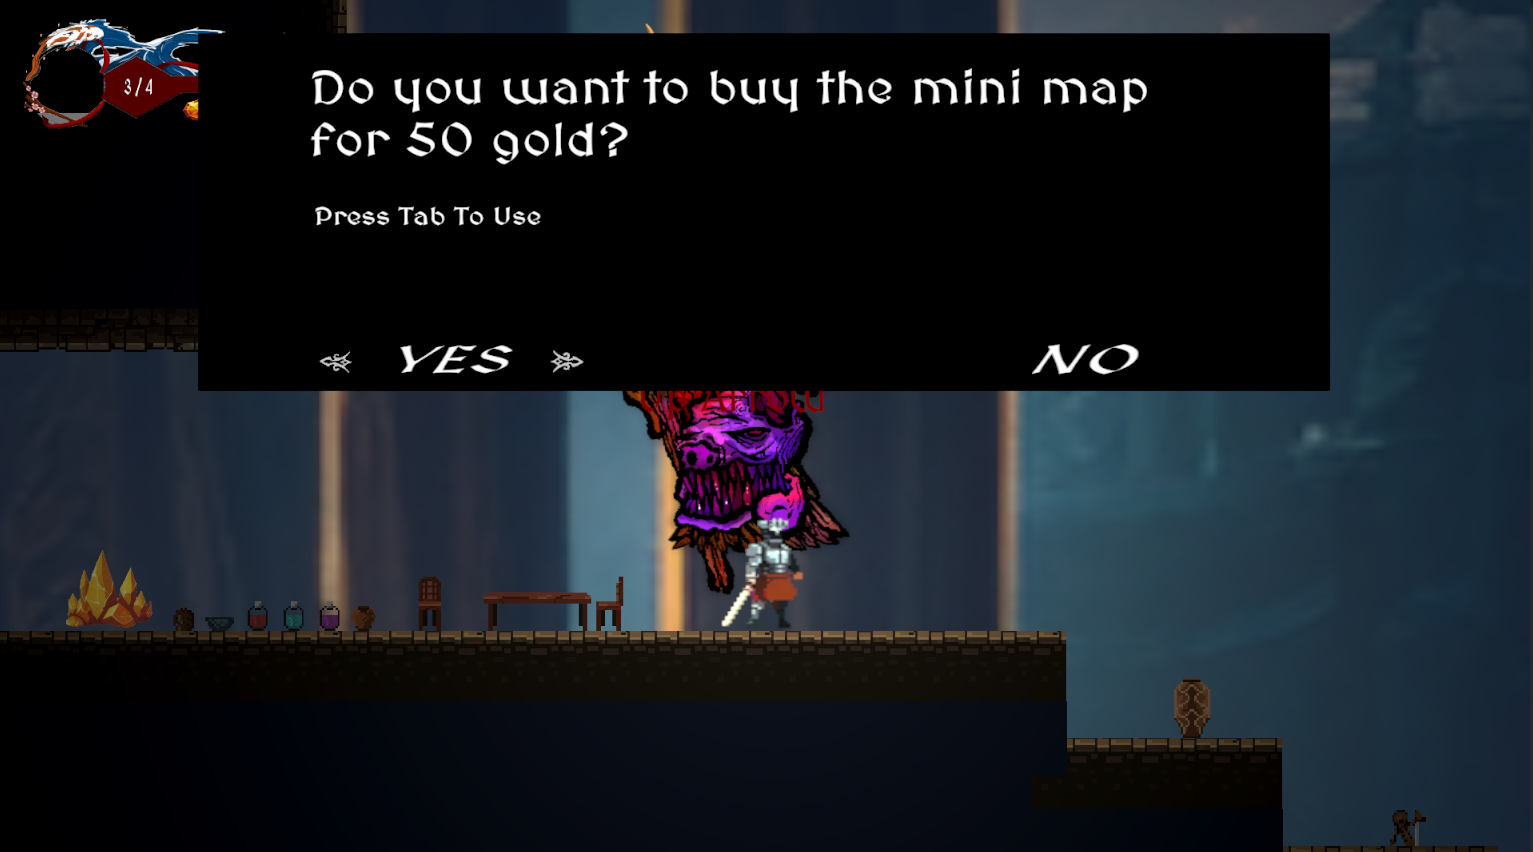 3/4
Do you want to buy the mini map
for 50 gold?
Press Tab To Use
YES
NO